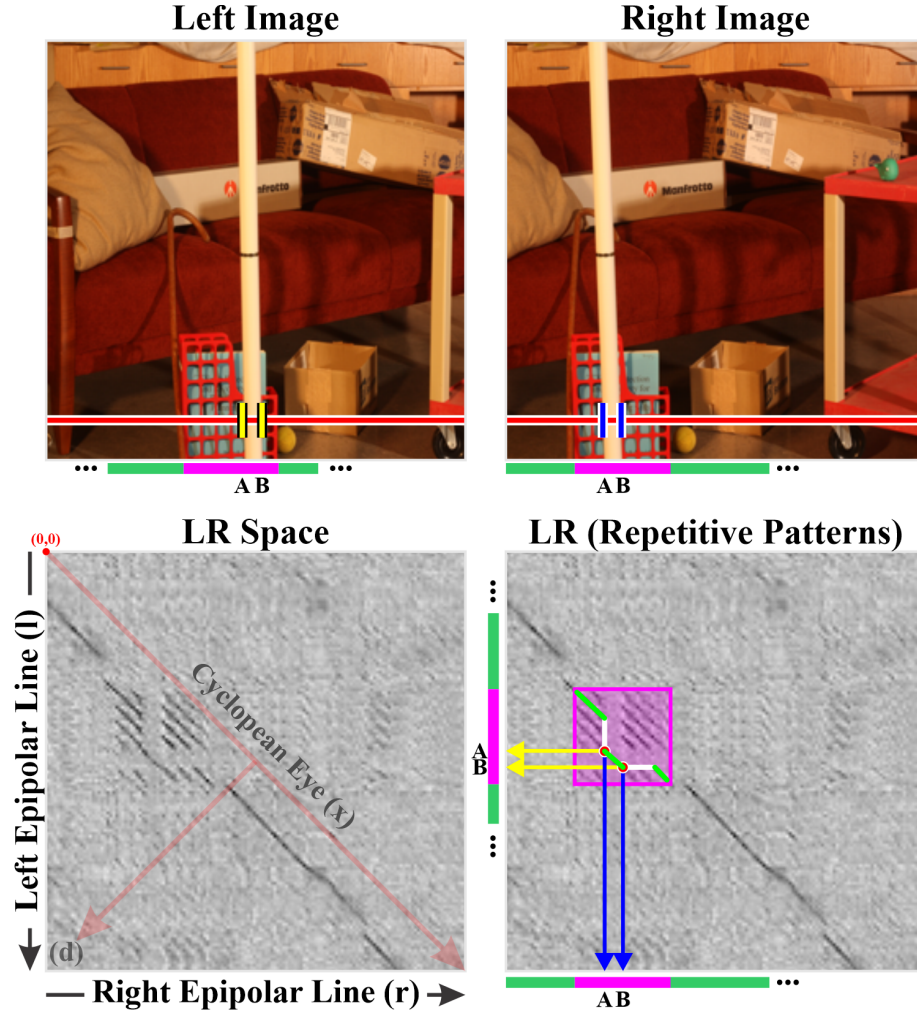 Left Image
Right Image
Manfrotto
Manfrotto
... ...
A B
...
A B
LR Space
LR (Repetitive Patterns)
(0,0)
Left Epipolar Line (l)
Cyclopean Eye (x)
(d)
Right Epipolar Line (r)
...
A
B
...
...
A B